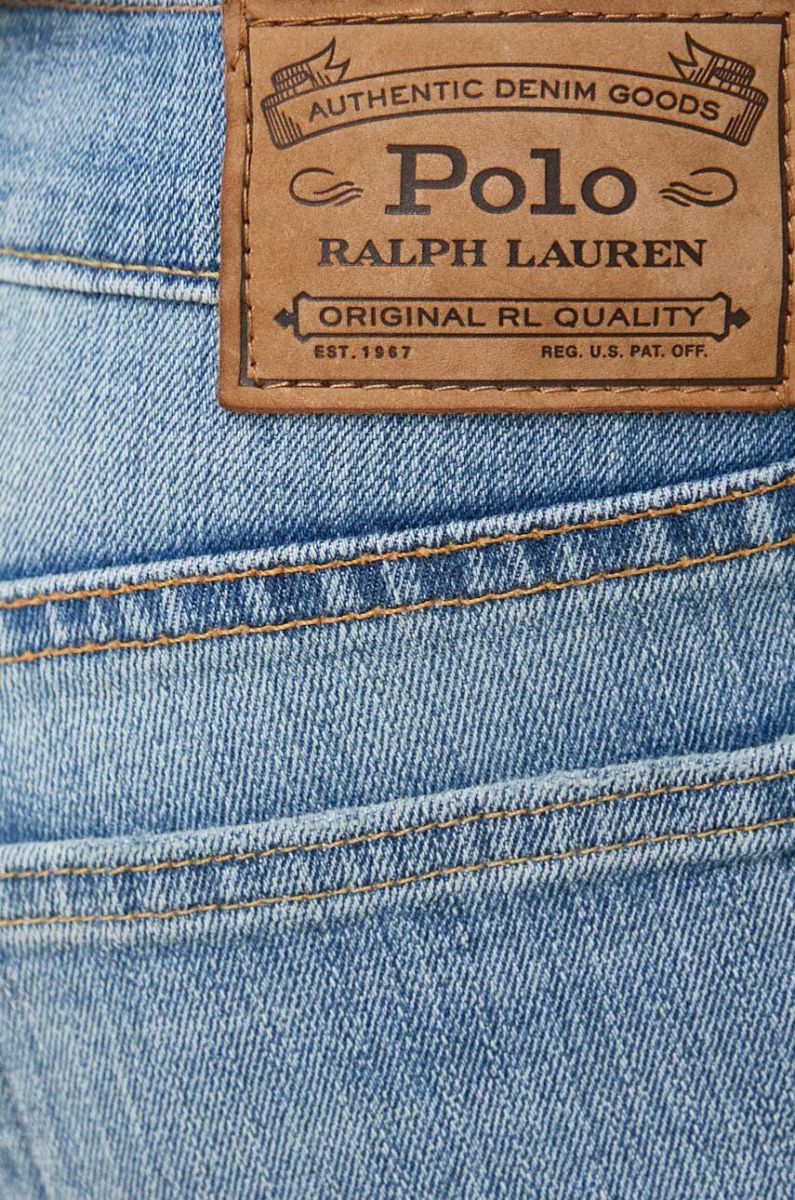 AUTHENTIC DENIM GOODS
Polo
RALPH LAUREN
ORIGINAL RL QUALITY
EST. 1967 REG. U.S. PAT. OFF.